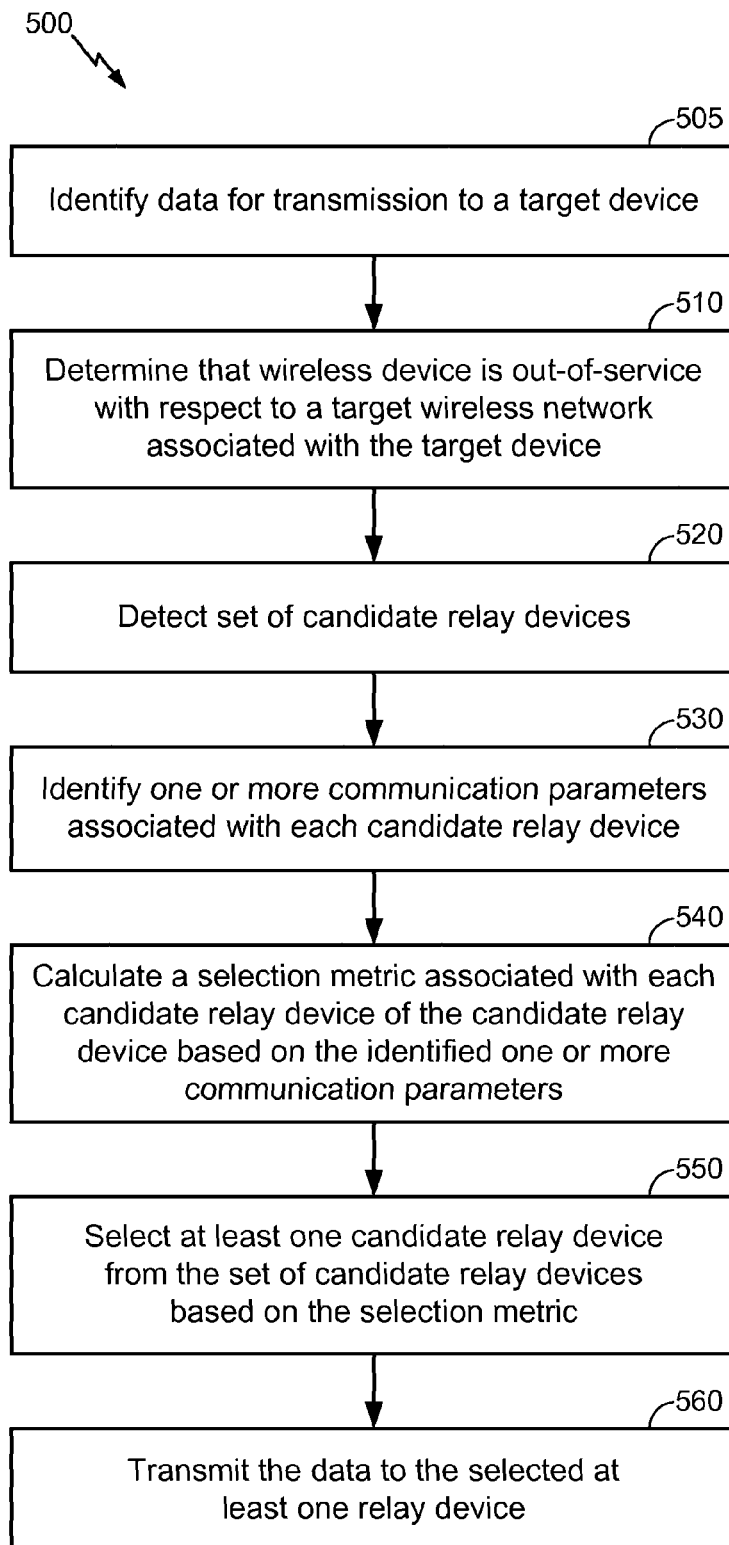 500
505
Identify data for transmission to a target device
510
Determine that wireless device is out-of-service
with respect to a target wireless network
associated with the target device
520
Detect set of candidate relay devices
530
Identify one or more communication parameters
associated with each candidate relay device
540
Calculate a selection metric associated with each
candidate relay device of the candidate relay
device based on the identified one or more
communication parameters
550
Select at least one candidate relay device
from the set of candidate relay devices
based on the selection metric
560
Transmit the data to the selected at
least one relay device